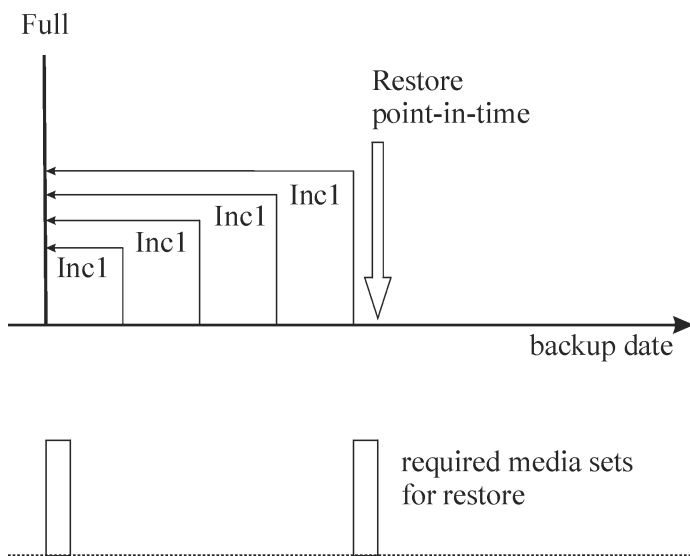 Full
Restore
point-in-time
Inc1
Inc1
Inc1
Inc1
backup date
required media sets
for restore